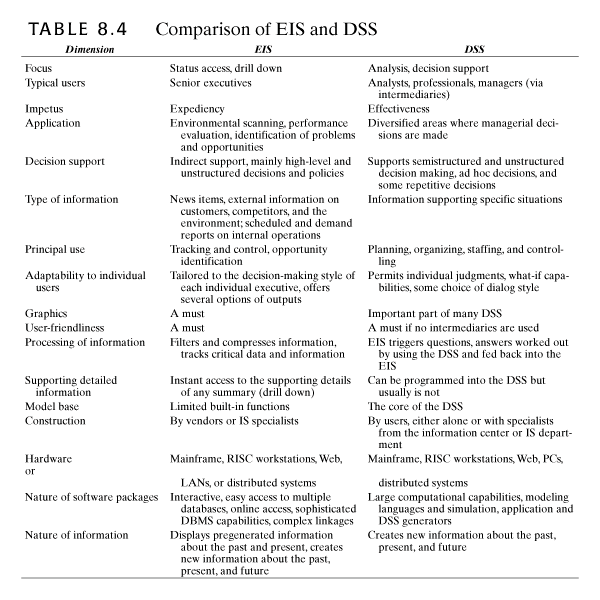 TABLE 8.4 Comparison of EIS and DSS
Dimension EIS DSS
Focus Status access, drill down Analysis, decision support
Typical users Senior executives Analysts, professionals, managers (via
intermediaries)
Impetus Expediency Effectiveness
Application Environmental scanning, performance Diversified areas where managerial deci-
evaluation, identification of problems sions are made
and opportunities
Decision support Indirect support, mainly high-level and Supports semistructured and unstructured
unstructured decisions and policies decision making, ad hoc decisions, and
some repetitive decisions
Type of information News items, external information on Information supporting specific situations
customers, competitors, and the
environment; scheduled and demand
reports on internal operations
Principal use Tracking and control, opportunity Planning, organizing, staffing, and control-
identification ling
Adaptability to individual Tailored to the decision-making style of Permits individual judgments, what-if capa-
users each individual executive, offers bilities, some choice of dialog style
several options of outputs
Graphics A must Important part of many DSS
User-friendliness A must A must if no intermediaries are used
Processing of information Filters and compresses information, EIS triggers questions, answers worked out
tracks critical data and information by using the DSS and fed back into the
EIS
Supporting detailed Instant access to the supporting details Can be programmed into the DSS but
information of any summary (drill down) usually is not
Model base Limited built-in functions The core of the DSS
Construction By vendors or IS specialists By users, either alone or with specialists
from the information center or IS depart-
ment
Hardware Mainframe, RISC workstations, Web, Mainframe, RISC workstations, Web, PCs,
or
LANs, or distributed systems distributed systems
Nature of software packages Interactive, easy access to multiple Large computational capabilities, modeling
databases, online access, sophisticated languages and simulation, application and
DBMS capabilities, complex linkages DSS generators
Nature of information Displays pregenerated information Creates new information about the past,
about the past and present, creates present, and future
new information about the past,
present, and future